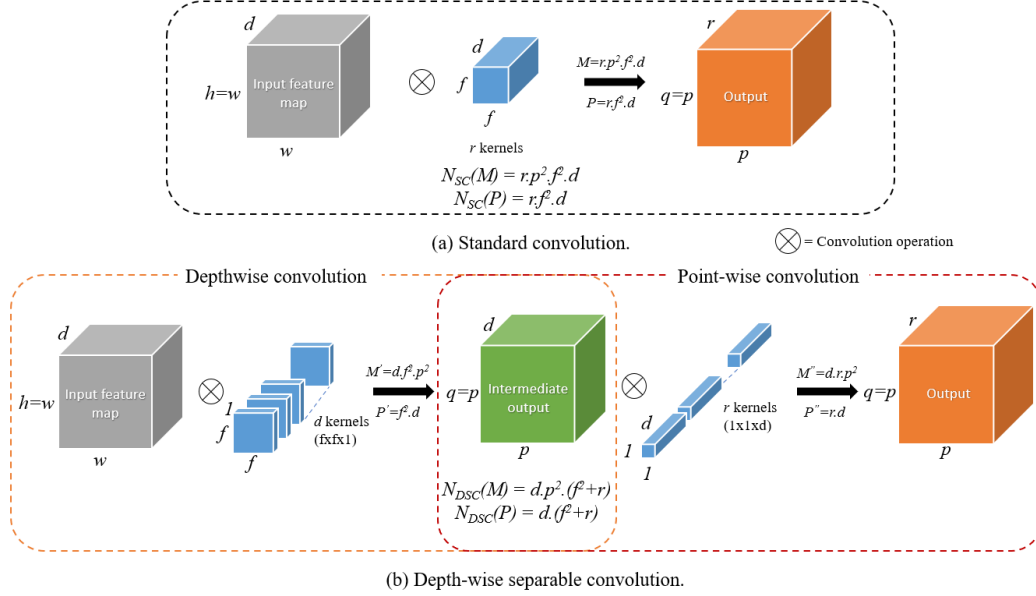 d
h=w
Input feature
map
w
d
f
f
r kernels
M=r.p².f².d
P=r.f².d
r
q=p
Output
p
N_SC(M) = r.p².f².d
N_SC(P) = r.f².d
(a) Standard convolution.
= Convolution operation
Depthwise convolution
Point-wise convolution
d
h=w
Input feature
map
w
1
f
f
d kernels
(fxfx1)
M'=d.f².p²
P'=f².d
d
q=p
Intermediate
output
p
N_DSC(M) = d.p².(f²+r)
N_DSC(P) = d.(f²+r)
d
1
1
r kernels
(1x1xd)
M''=d.r.p²
P''=r.d
r
q=p
Output
p
(b) Depth-wise separable convolution.